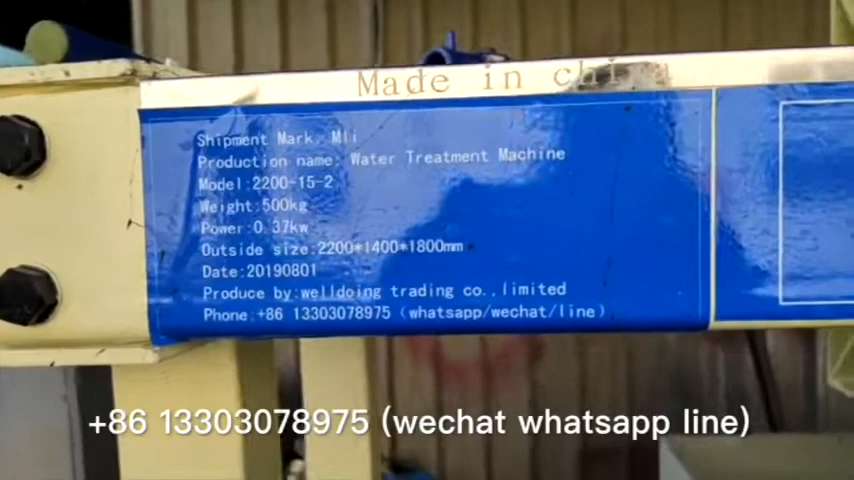 Made in china
Shipment Mark: Mli
Production name: Water Treatment Machine
Model:2200-15-2
Weight:500kg
Power:0.37kw
Outside size:2200*1400*1800mm
Date:20190801
Produce by:welldoing trading co.,limited
Phone:+86 13303078975 (whatsapp/wechat/line)
+86 13303078975 (wechat whatsapp line)